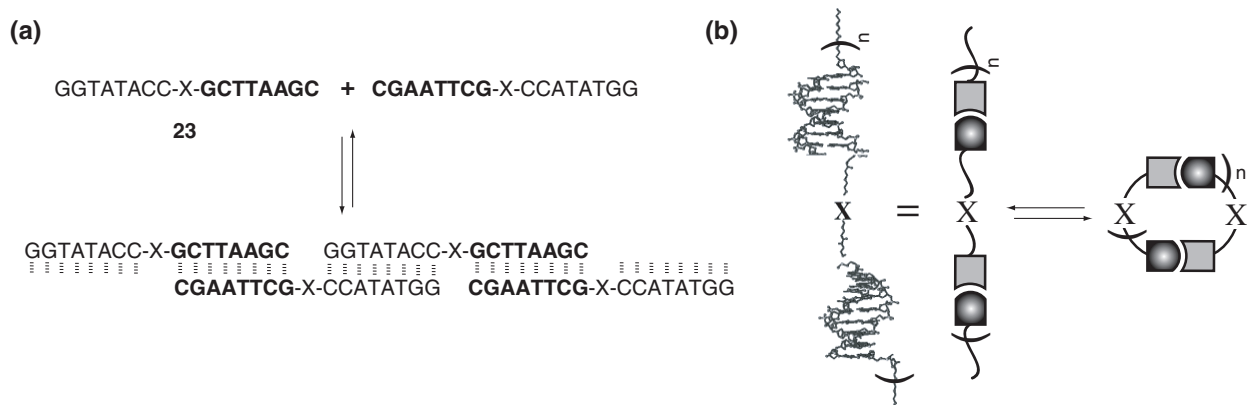 (a)
GGTATACC-X-GCTTAAGC + CGAATTCG-X-CCATATGG
23
GGTATACC-X-GCTTAAGC GGTATACC-X-GCTTAAGC
CGAATTCG-X-CCATATGG CGAATTCG-X-CCATATGG
(b)
n
X
=
n
X
n
X
X